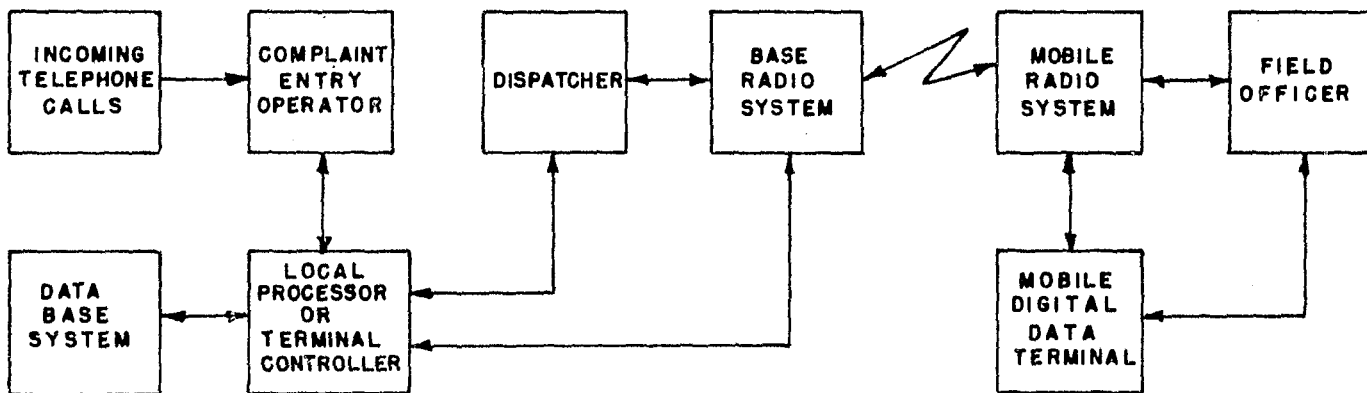 INCOMING
TELEPHONE
CALLS
COMPLAINT
ENTRY
OPERATOR
DISPATCHER
BASE
RADIO
SYSTEM
MOBILE
RADIO
SYSTEM
FIELD
OFFICER
DATA
BASE
SYSTEM
LOCAL
PROCESSOR
OR
TERMINAL
CONTROLLER
MOBILE
DIGITAL
DATA
TERMINAL